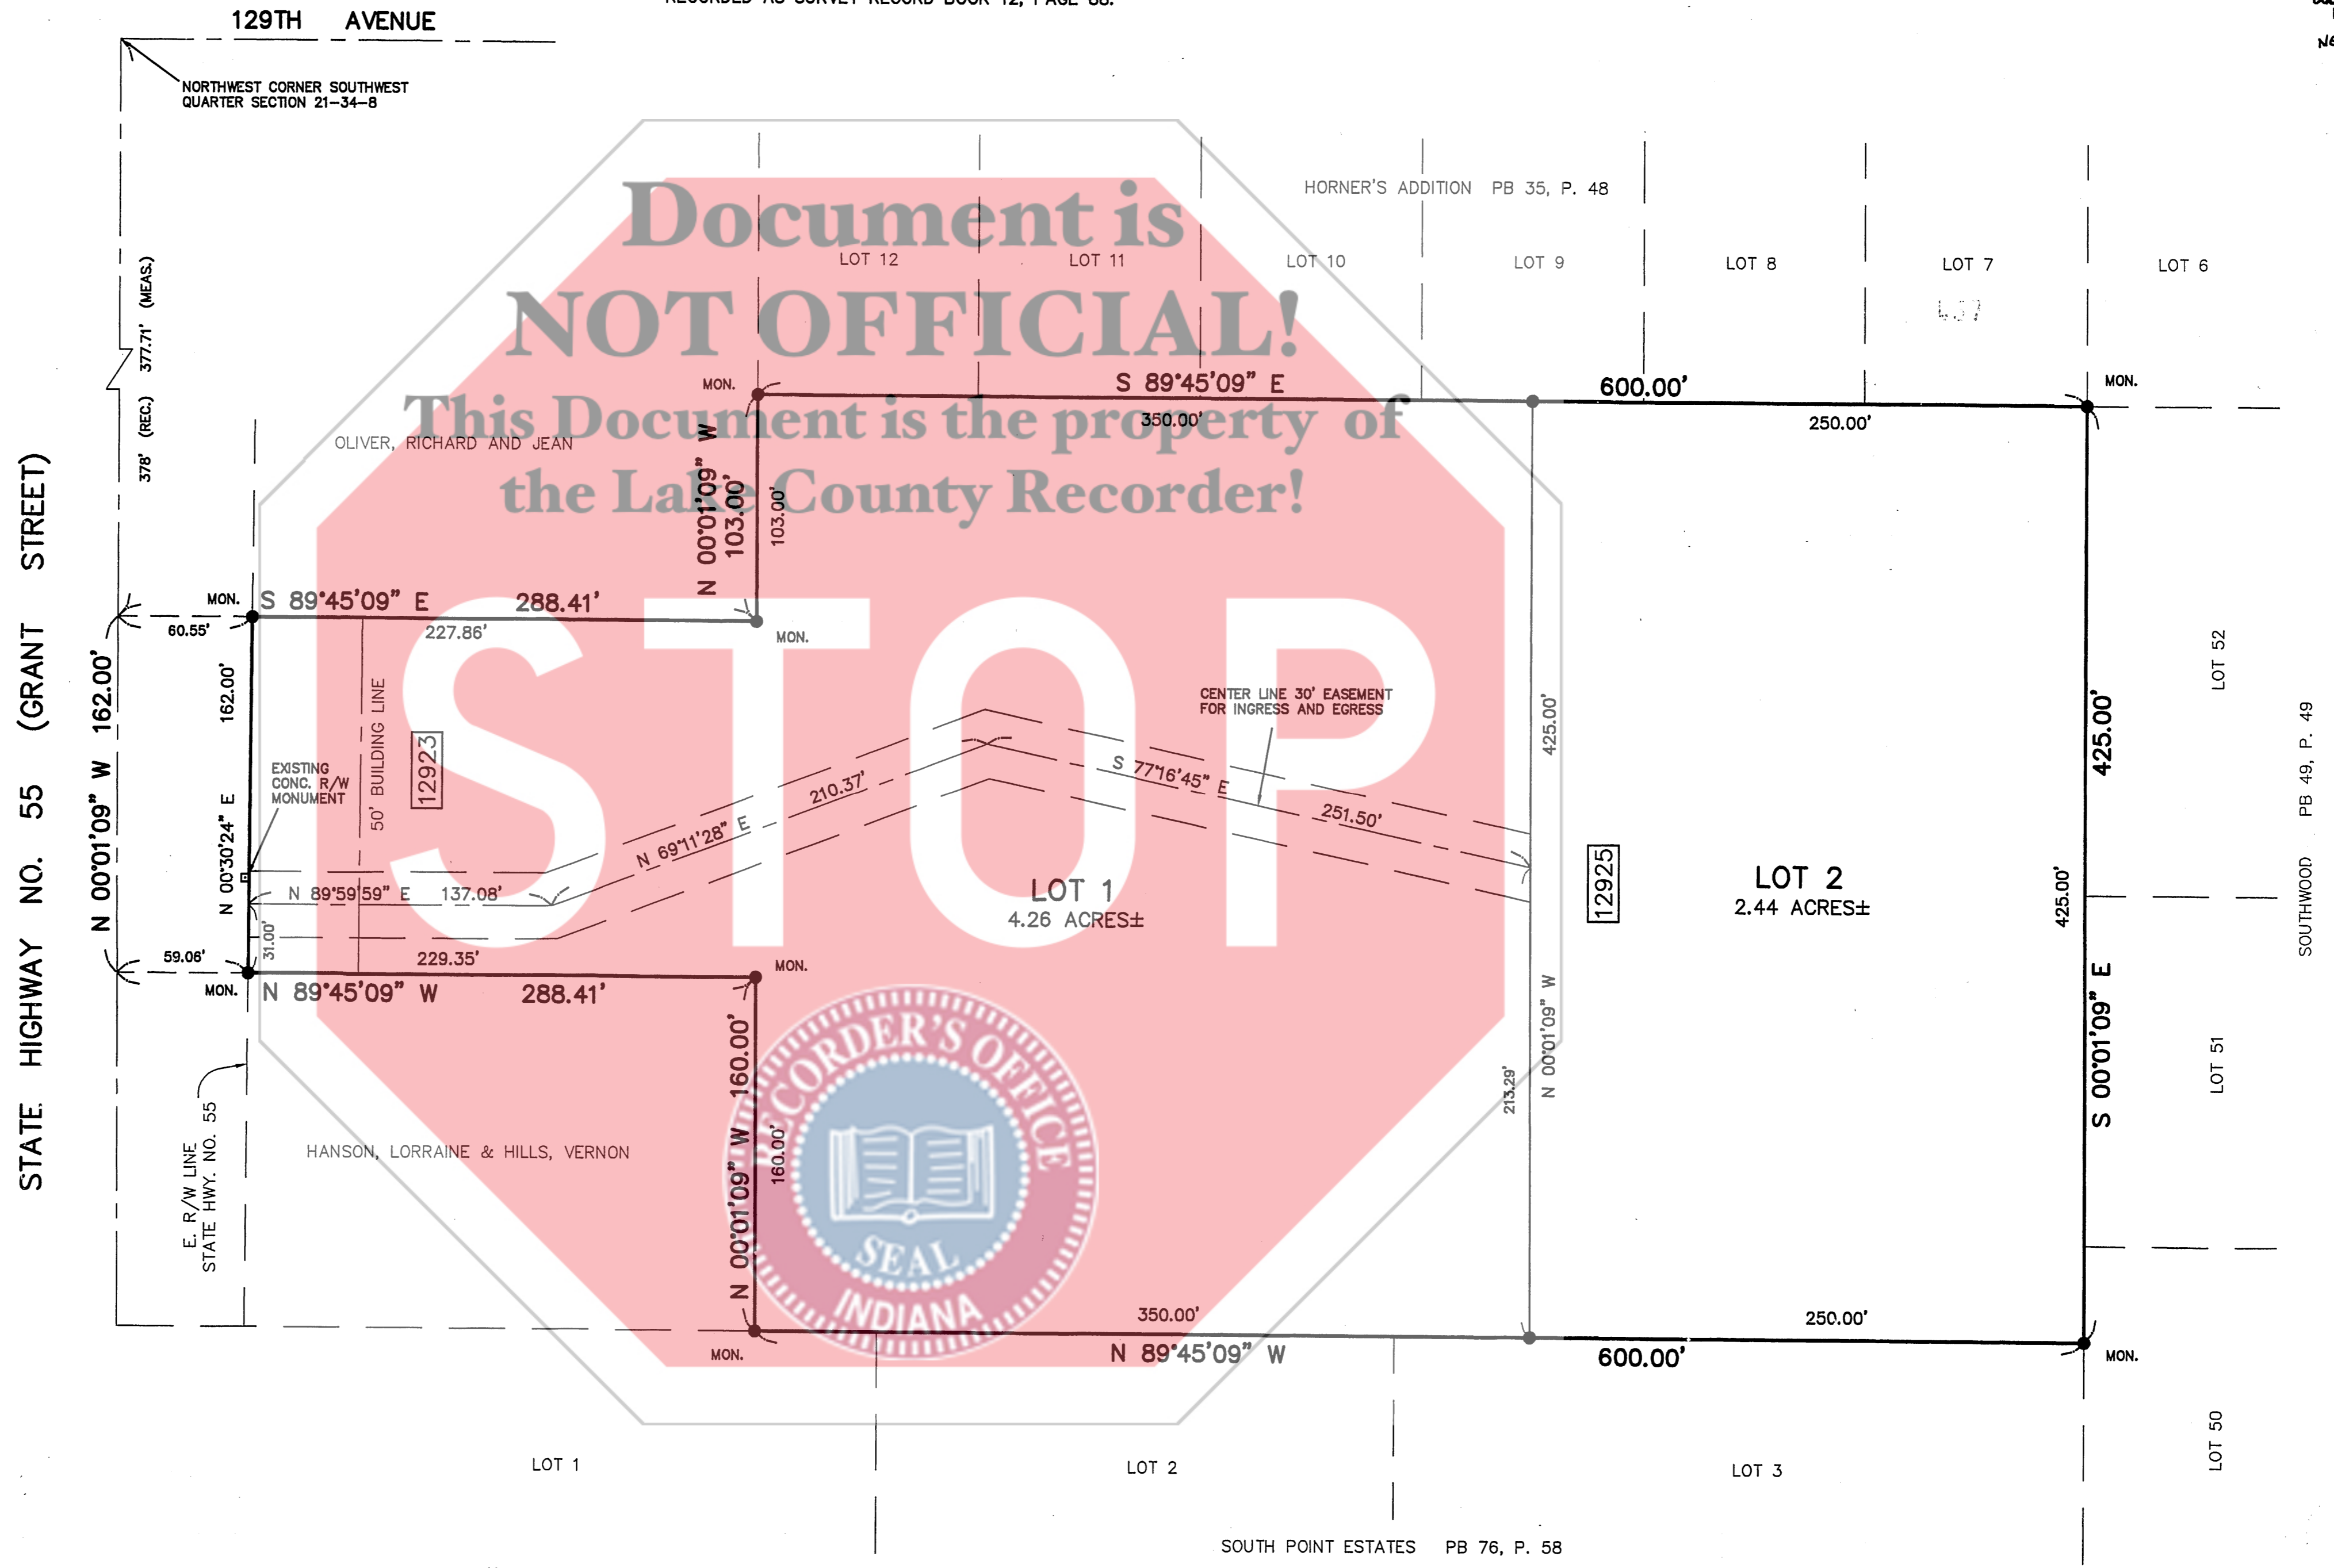 129TH AVENUE
NORTHWEST CORNER SOUTHWEST
QUARTER SECTION 21-34-8
HORNER'S ADDITION PB 35, P. 48
Document is
NOT OFFICIAL!
This Document is the property of
the Lake County Recorder!
STOP
LOT 12
LOT 11
LOT 10
LOT 9
LOT 8
LOT 7
LOT 6
378' (REC.) 377.71' (MEAS.)
MON.
S 89°45'09" E
600.00'
MON.
350.00'
250.00'
OLIVER, RICHARD AND JEAN
N 00°01'09" W
103.00'
103.00'
STATE HIGHWAY NO. 55 (GRANT STREET)
MON.
S 89°45'09" E 288.41'
60.55'
227.86'
MON.
N 00°01'09" W 162.00'
162.00'
N 00°30'24" E
50' BUILDING LINE
12923
EXISTING
CONC. R/W
MONUMENT
CENTER LINE 30' EASEMENT
FOR INGRESS AND EGRESS
N 89°59'59" E 137.08'
N 69°11'28" E
210.37'
S 77°16'45" E
251.50'
31.00'
LOT 1
4.26 ACRES±
12925
LOT 2
2.44 ACRES±
425.00'
N 00°01'09" W
213.29'
425.00'
425.00'
S 00°01'09" E
LOT 52
LOT 51
LOT 50
SOUTHWOOD PB 49, P. 49
59.06'
229.35'
MON.
MON.
N 89°45'09" W 288.41'
N 00°01'09" W 160.00'
160.00'
E. R/W LINE
STATE HWY. NO. 55
HANSON, LORRAINE & HILLS, VERNON
RECORDER'S OFFICE
SEAL
INDIANA
350.00'
250.00'
MON.
N 89°45'09" W
600.00'
MON.
LOT 1
LOT 2
LOT 3
SOUTH POINT ESTATES PB 76, P. 58